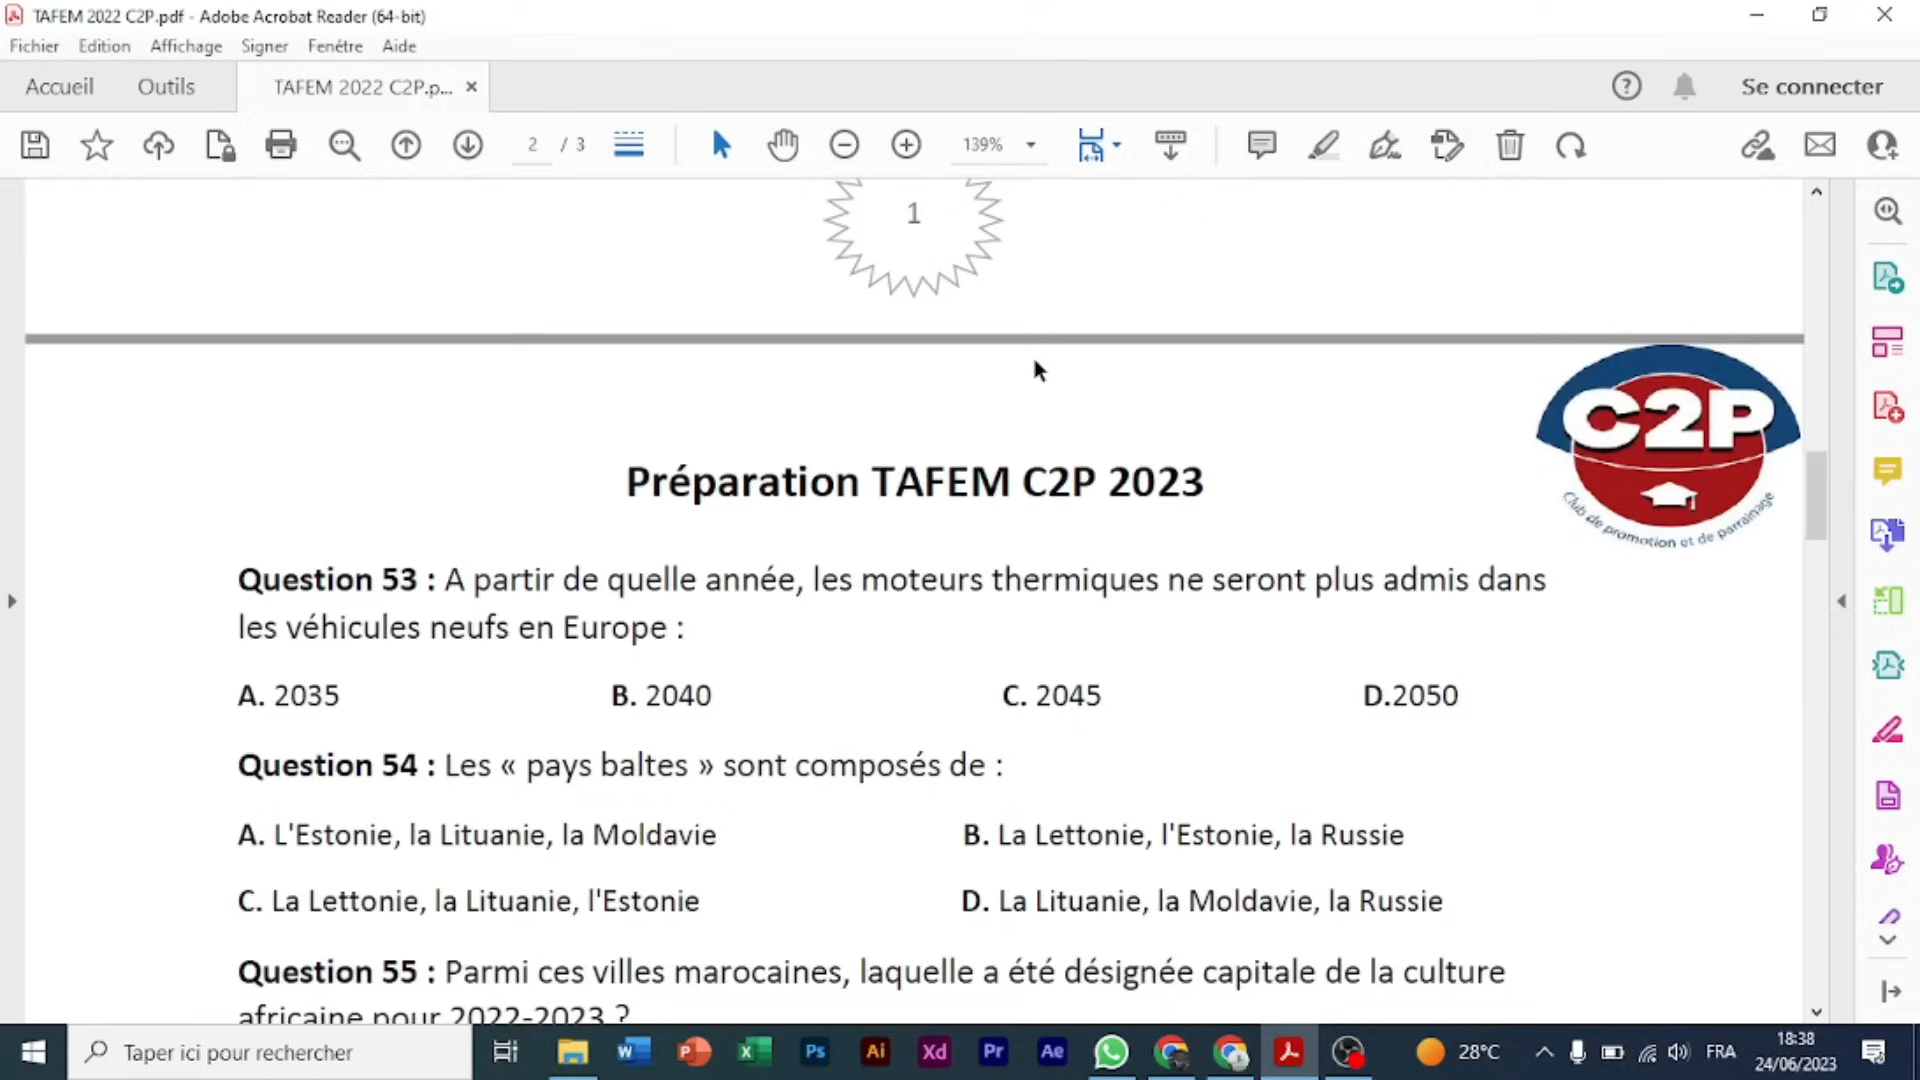 TAFEM 2022 C2P.pdf - Adobe Acrobat Reader (64-bit)
Fichier Edition Affichage Signer Fenêtre Aide
Accueil Outils TAFEM 2022 C2P.p... × Se connecter
2 / 3 139%
1
C2P
Club de promotion et de parrainage
Préparation TAFEM C2P 2023
Question 53 : A partir de quelle année, les moteurs thermiques ne seront plus admis dans
les véhicules neufs en Europe :
A. 2035 B. 2040 C. 2045 D.2050
Question 54 : Les « pays baltes » sont composés de :
A. L'Estonie, la Lituanie, la Moldavie B. La Lettonie, l'Estonie, la Russie
C. La Lettonie, la Lituanie, l'Estonie D. La Lituanie, la Moldavie, la Russie
Question 55 : Parmi ces villes marocaines, laquelle a été désignée capitale de la culture
africaine pour 2022-2023 ?
Taper ici pour rechercher Ps Ai Xd Pr Ae 28°C FRA 18:38
24/06/2023